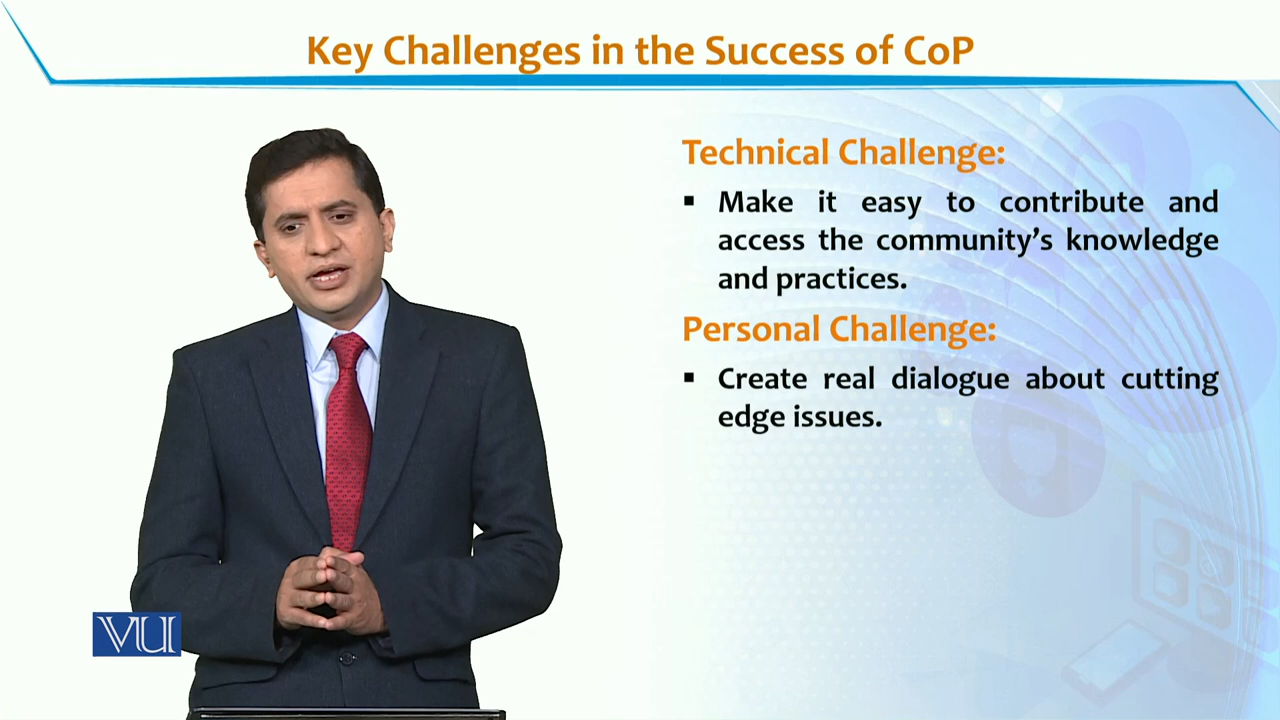 Key Challenges in the Success of CoP
Technical Challenge:
▪ Make it easy to contribute and
access the community's knowledge
and practices.
Personal Challenge:
▪ Create real dialogue about cutting
edge issues.
VU